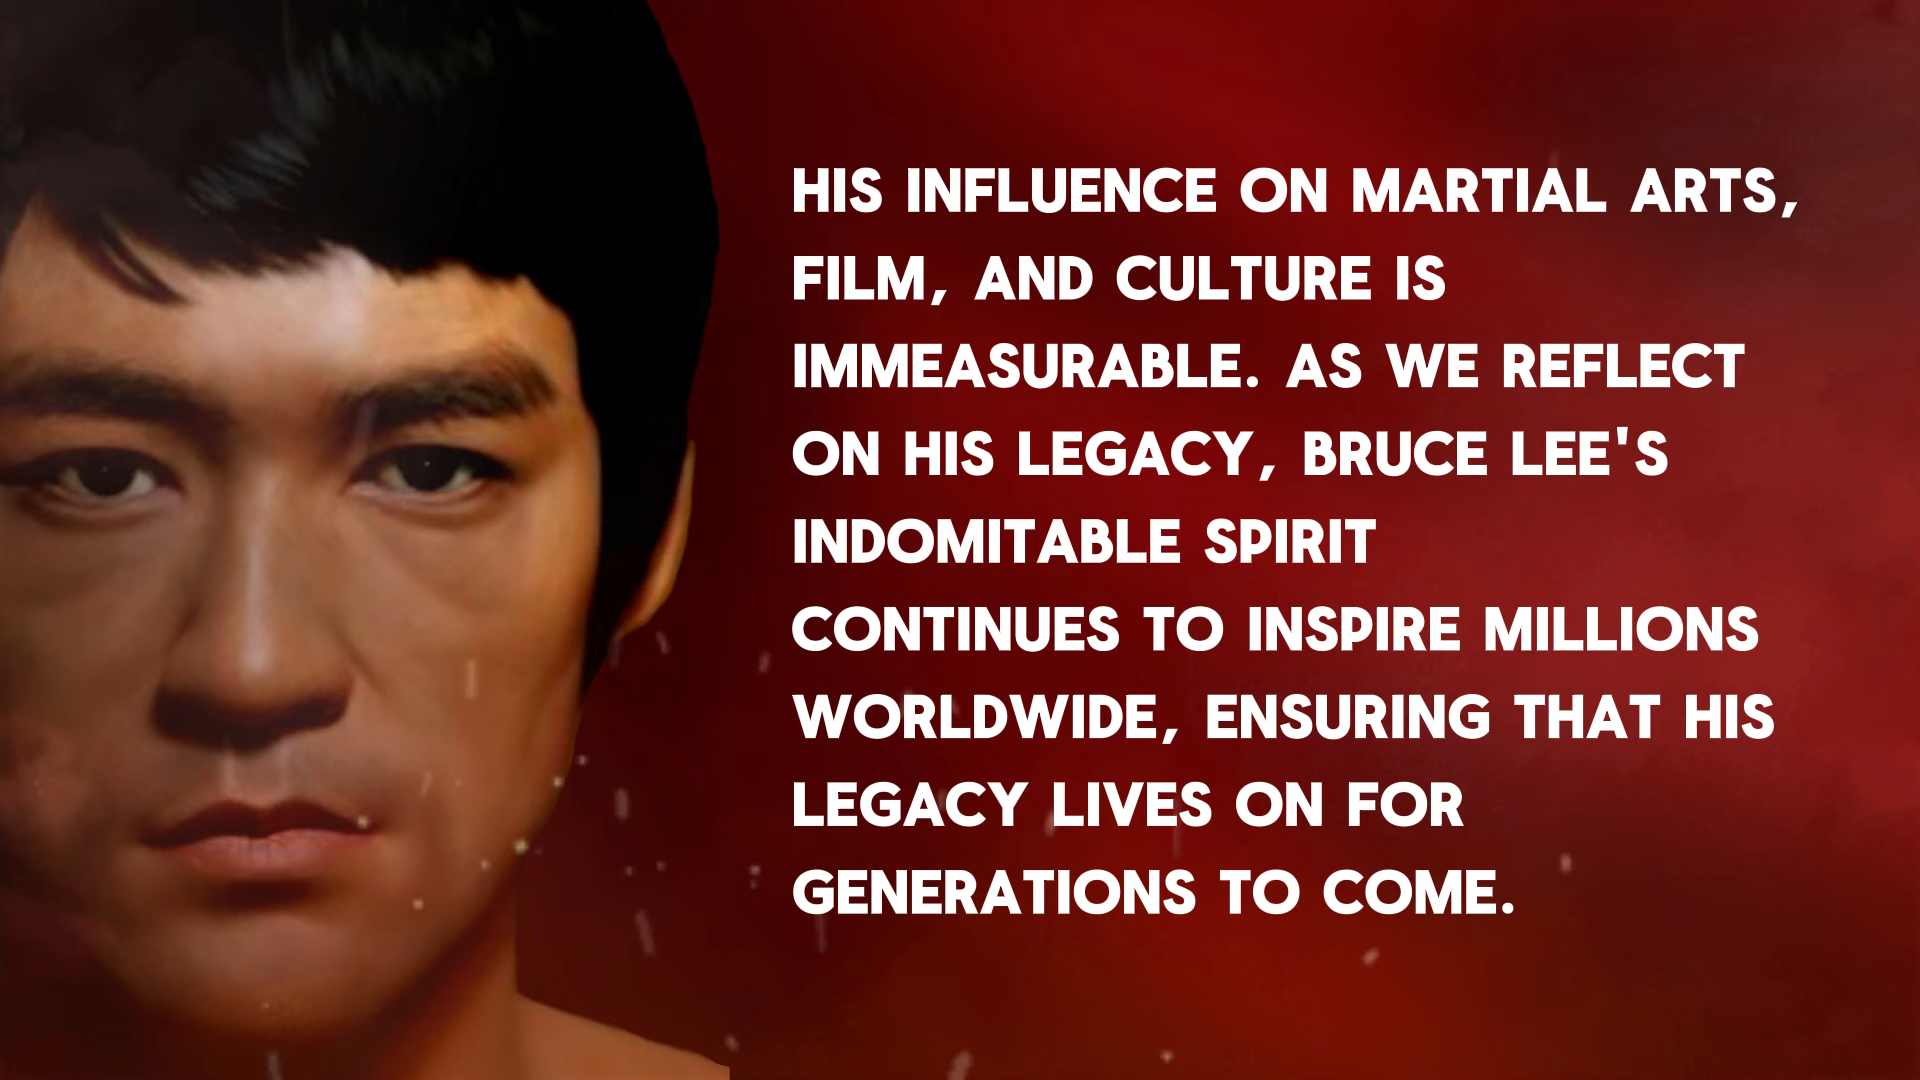 HIS INFLUENCE ON MARTIAL ARTS,
FILM, AND CULTURE IS
IMMEASURABLE. AS WE REFLECT
ON HIS LEGACY, BRUCE LEE'S
INDOMITABLE SPIRIT
CONTINUES TO INSPIRE MILLIONS
WORLDWIDE, ENSURING THAT HIS
LEGACY LIVES ON FOR
GENERATIONS TO COME.